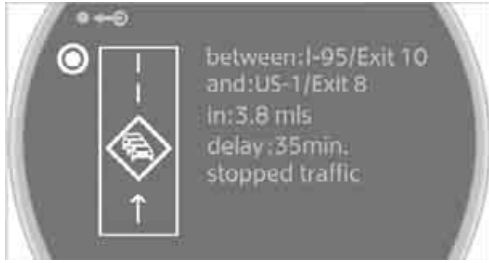 between:I-95/Exit 10
and:US-1/Exit 8
in:3.8 mls
delay:35min.
stopped traffic